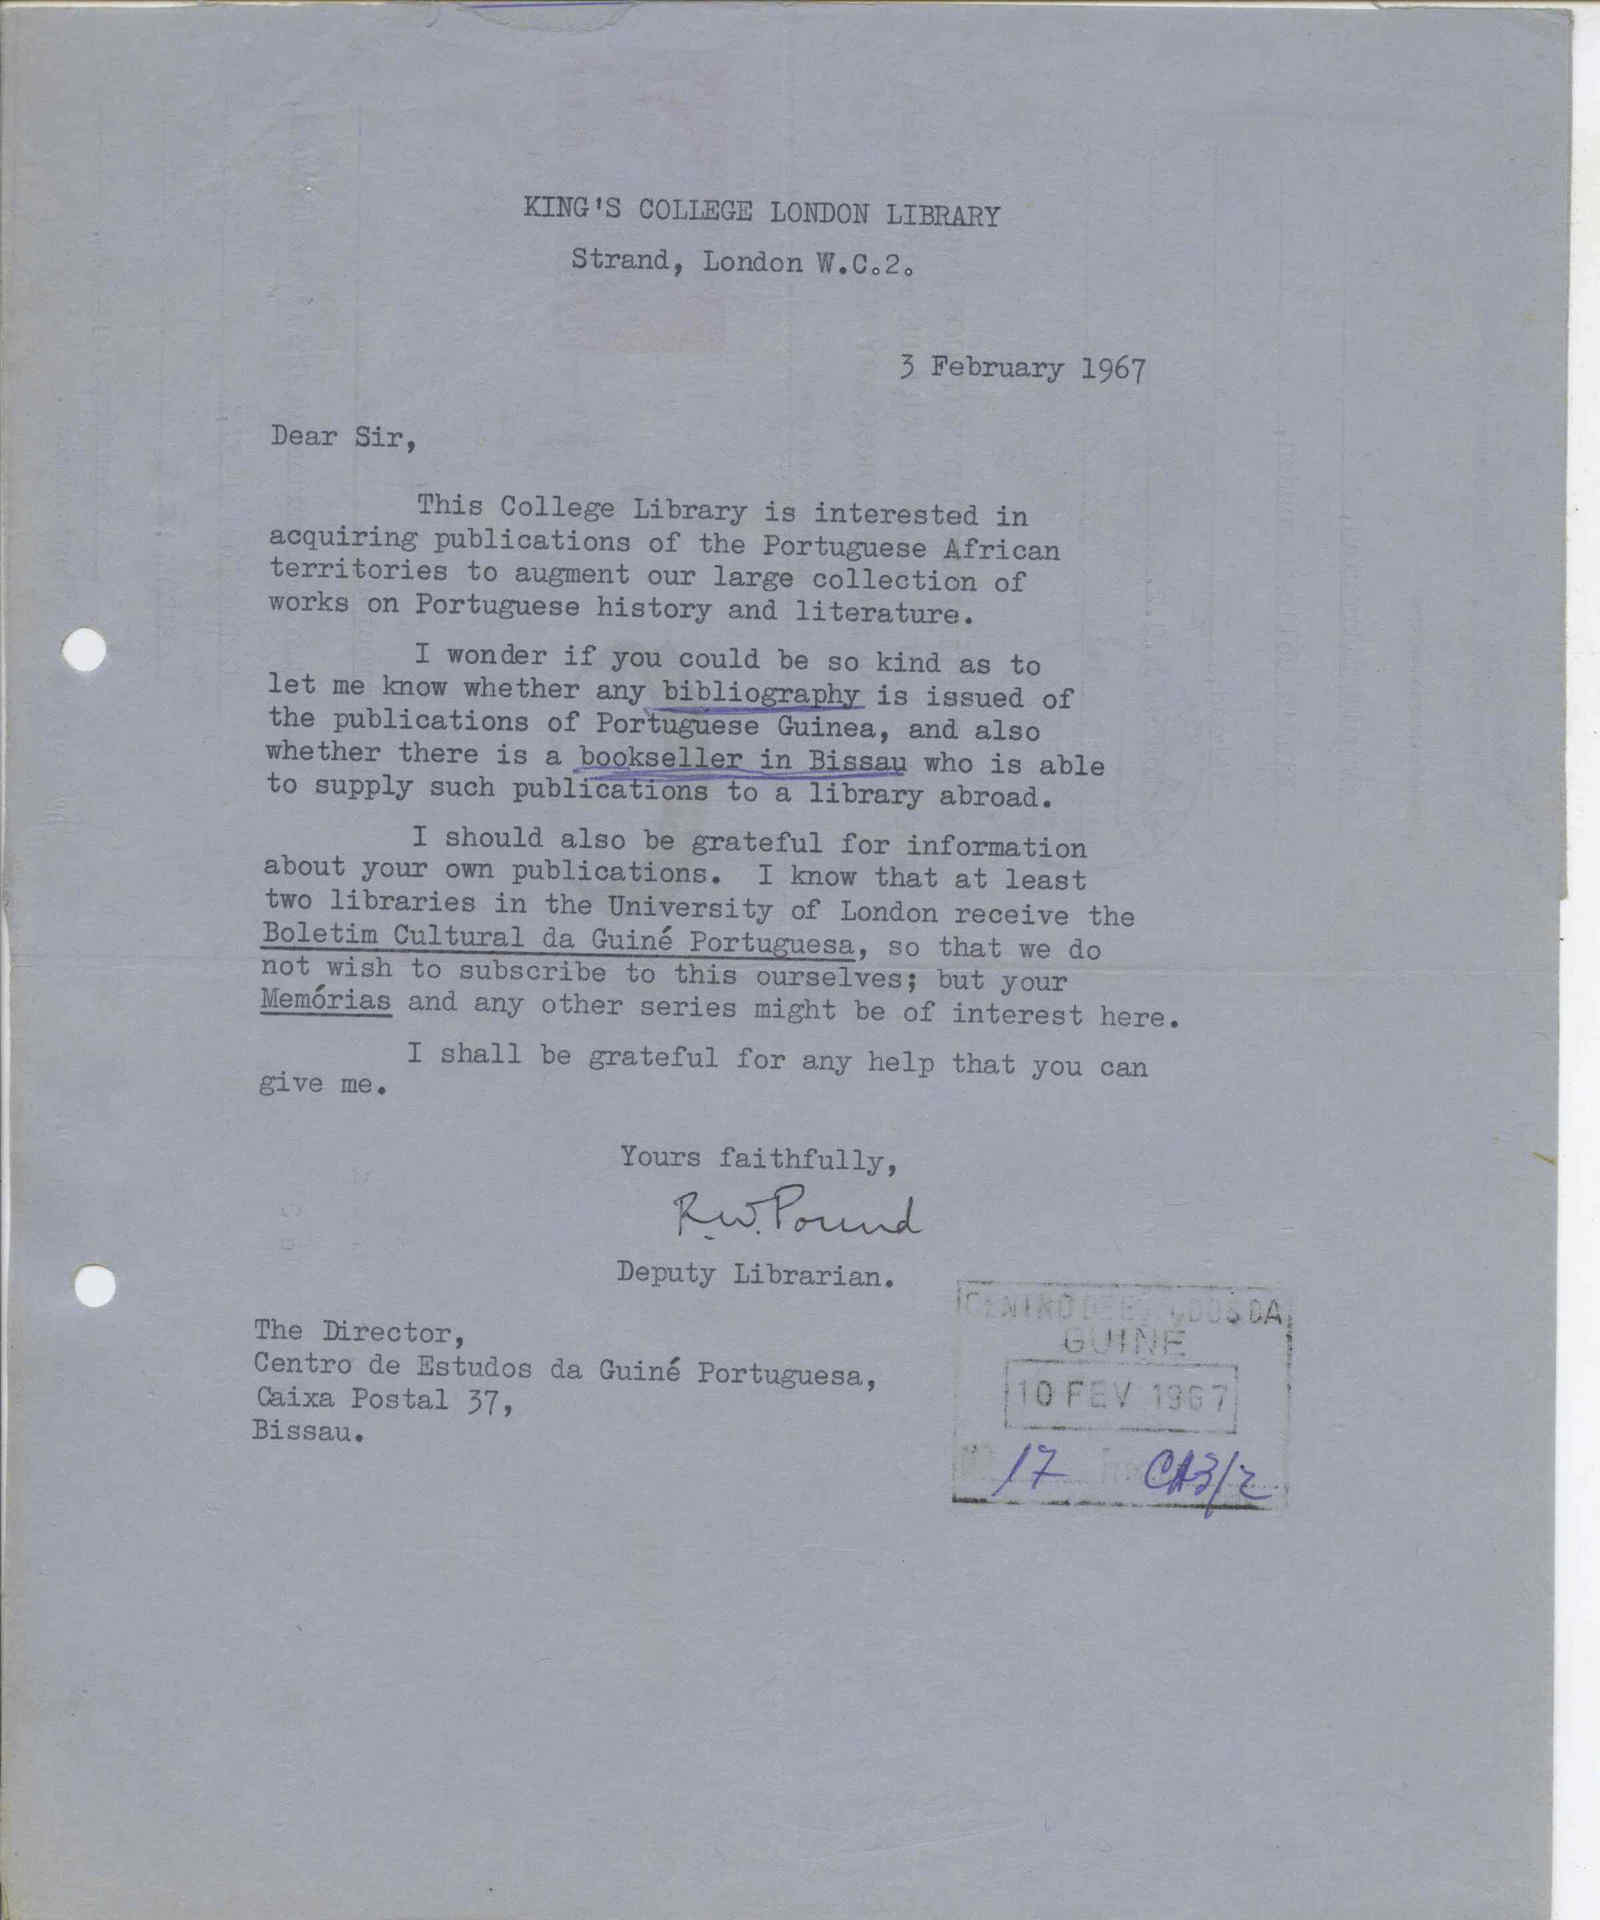 KING'S COLLEGE LONDON LIBRARY
Strand, London W.C.2.
3 February 1967
Dear Sir,
This College Library is interested in
acquiring publications of the Portuguese African
territories to augment our large collection of
works on Portuguese history and literature.
I wonder if you could be so kind as to
let me know whether any bibliography is issued of
the publications of Portuguese Guinea, and also
whether there is a bookseller in Bissau who is able
to supply such publications to a library abroad.
I should also be grateful for information
about your own publications. I know that at least
two libraries in the University of London receive the
Boletim Cultural da Guiné Portuguesa, so that we do
not wish to subscribe to this ourselves; but your
Memórias and any other series might be of interest here.
I shall be grateful for any help that you can
give me.
Yours faithfully,
R.W. Pound
Deputy Librarian.
The Director,
Centro de Estudos da Guiné Portuguesa,
Caixa Postal 37,
Bissau.
CENTRO DE ESTUDOS DA
GUINÉ
10 FEV 1967
17 CA3/2